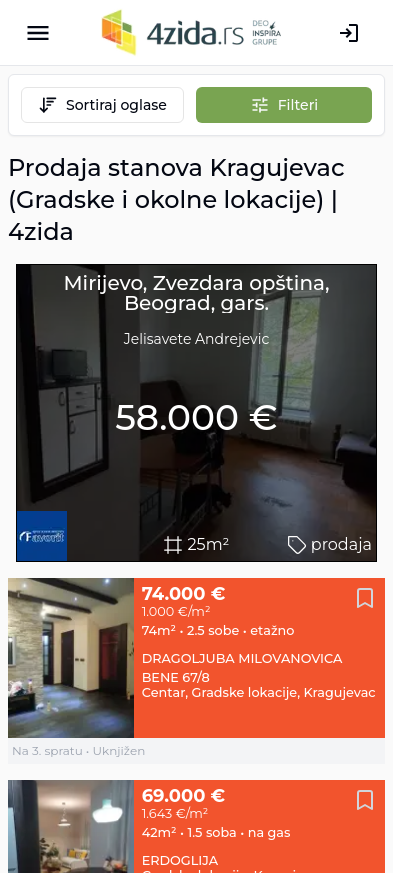 4zida.rs DEO INSPIRA GRUPE
Sortiraj oglase
Filteri
Prodaja stanova Kragujevac
(Gradske i okolne lokacije) |
4zida
Mirijevo, Zvezdara opština,
Beograd, gars.
Jelisavete Andrejevic
58.000 €
Favorit
25m²
prodaja
74.000 €
1.000 €/m²
74m² • 2.5 sobe • etažno
DRAGOLJUBA MILOVANOVICA
BENE 67/8
Centar, Gradske lokacije, Kragujevac
Na 3. spratu • Uknjižen
69.000 €
1.643 €/m²
42m² • 1.5 soba • na gas
ERDOGLIJA